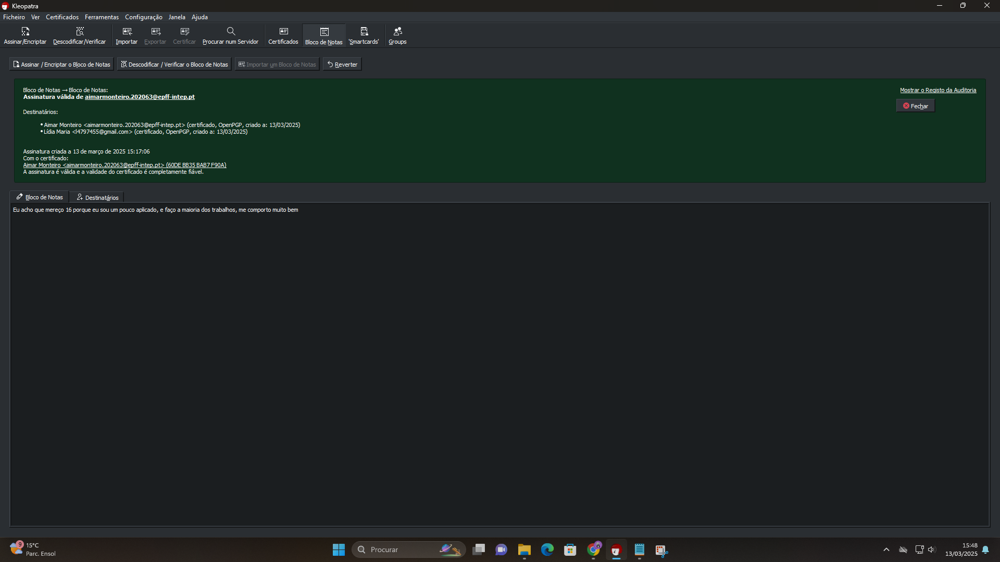 Kleopatra
Ficheiro Ver Certificados Ferramentas Configuração Janela Ajuda
Assinar/Encriptar Descodificar/Verificar Importar Exportar Certificar Procurar num Servidor Certificados Bloco de Notas 'Smartcards' Groups
Assinar / Encriptar o Bloco de Notas Descodificar / Verificar o Bloco de Notas Importar um Bloco de Notas Reverter
Bloco de Notas → Bloco de Notas: Mostrar o Registo da Auditoria
Assinatura válida de aimarmonteiro.202063@epff-intep.pt
Fechar
Destinatários:
•Aimar Monteiro <aimarmonteiro.202063@epff-intep.pt> (certificado, OpenPGP, criado a: 13/03/2025)
•Lídia Maria <l4797455@gmail.com> (certificado, OpenPGP, criado a: 13/03/2025)
Assinatura criada a 13 de março de 2025 15:17:06
Com o certificado:
Aimar Monteiro <aimarmonteiro.202063@epff-intep.pt> (60DE BB35 BAB7 F90A)
A assinatura é válida e a validade do certificado é completamente fiável.
Bloco de Notas Destinatários
Eu acho que mereço 16 porque eu sou um pouco aplicado, e faço a maioria dos trabalhos, me comporto muito bem
9
15°C
Parc. Ensol
Procurar
15:48
13/03/2025